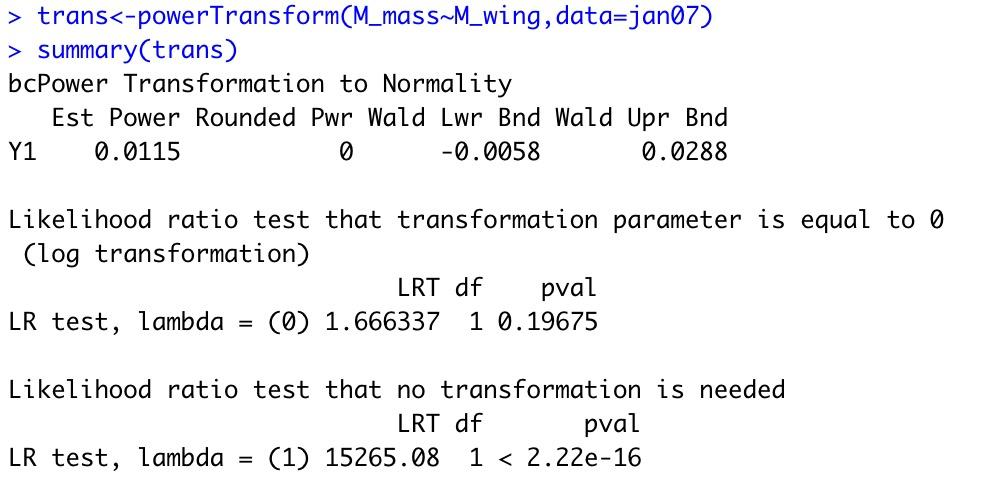 > trans<-powerTransform(M_mass~M_wing,data=jan07)
> summary(trans)
bcPower Transformation to Normality
   Est Power Rounded Pwr Wald Lwr Bnd Wald Upr Bnd
Y1    0.0115           0      -0.0058       0.0288

Likelihood ratio test that transformation parameter is equal to 0
 (log transformation)
                           LRT df    pval
LR test, lambda = (0) 1.666337  1 0.19675

Likelihood ratio test that no transformation is needed
                           LRT df       pval
LR test, lambda = (1) 15265.08  1 < 2.22e-16